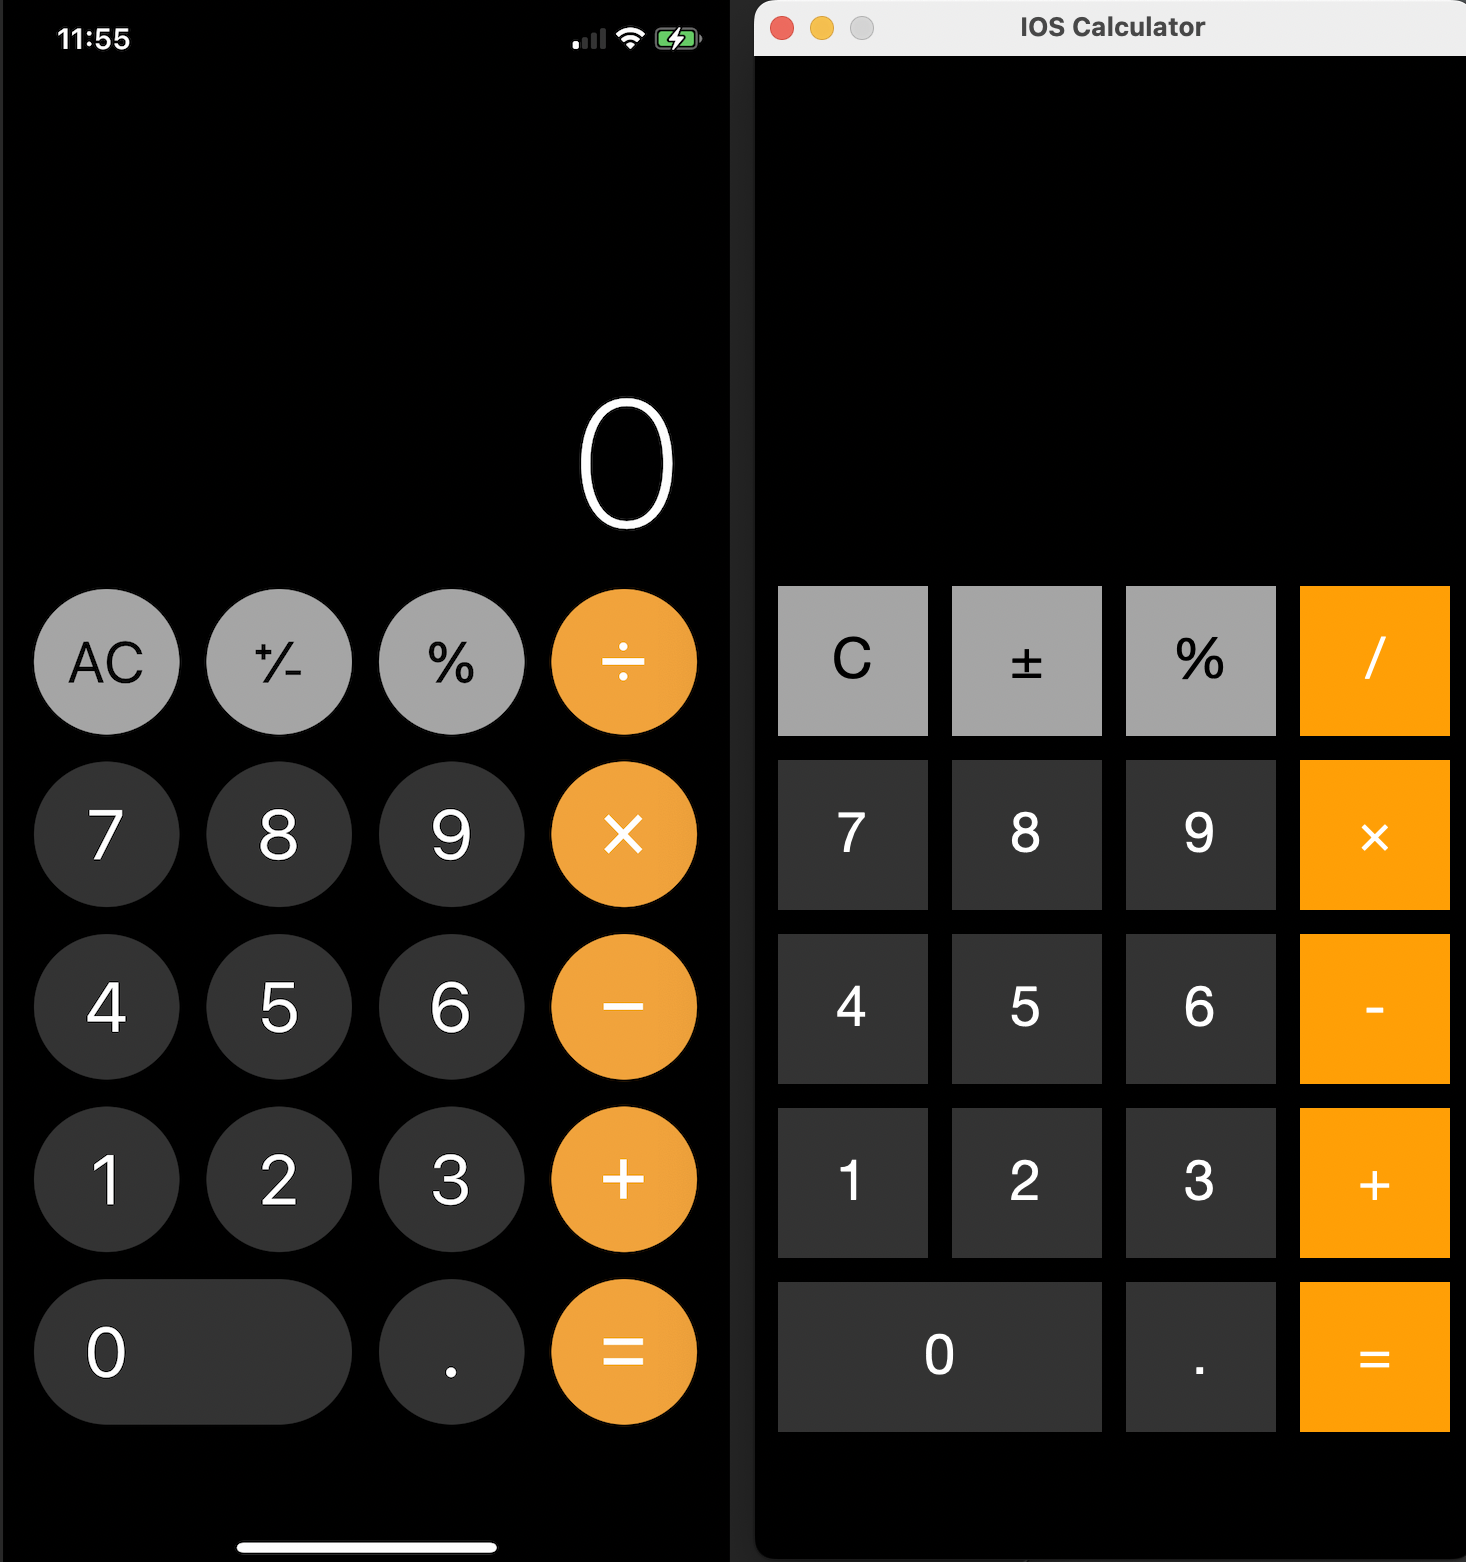 11:55
0
AC ⁺⁄₋ % ÷
7 8 9 ×
4 5 6 −
1 2 3 +
0 . =
IOS Calculator
C ± % /
7 8 9 ×
4 5 6 -
1 2 3 +
0 . =